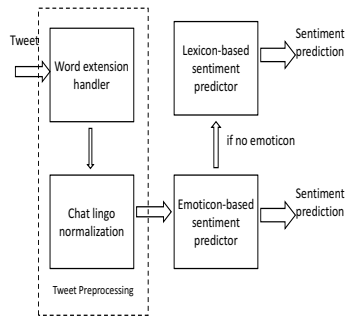 Tweet
Word extension
handler
Chat lingo
normalization
Tweet Preprocessing
Lexicon-based
sentiment
predictor
Sentiment
prediction
if no emoticon
Emoticon-based
sentiment
predictor
Sentiment
prediction